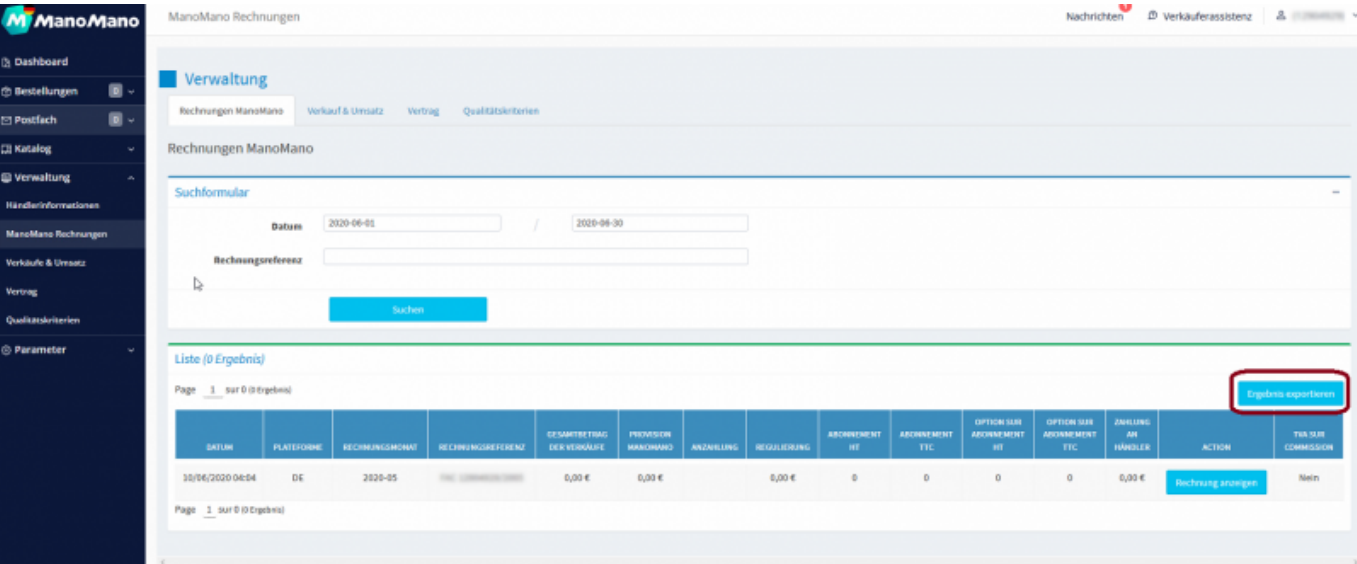 ManoMano
ManoMano Rechnungen
Nachrichten 1
Verkäuferassistenz
Dashboard
Bestellungen 0
Postfach 0
Katalog
Verwaltung
Händlerinformationen
ManoMano Rechnungen
Verkäufe & Umsatz
Vertrag
Qualitätskriterien
Parameter
Verwaltung
Rechnungen ManoMano Verkauf & Umsatz Vertrag Qualitätskriterien
Rechnungen ManoMano
Suchformular
Datum 2020-06-01 / 2020-06-30
Rechnungsreferenz
Suchen
Liste (0 Ergebnis)
Page 1 sur 0 (0 Ergebnis)
Ergebnis exportieren
DATUM PLATEFORME RECHNUNGSMONAT RECHNUNGSREFERENZ GESAMTBETRAG DER VERKÄUFE PROVISION MANOMANO ANZAHLUNG REGULIERUNG ABONNEMENT HT ABONNEMENT TTC OPTION SUR ABONNEMENT HT OPTION SUR ABONNEMENT TTC ZAHLUNG AN HÄNDLER ACTION TVA SUR COMMISSION
10/06/2020 04:04 DE 2020-05 0,00 € 0,00 € 0,00 € 0 0 0 0 0,00 € Rechnung anzeigen Nein
Page 1 sur 0 (0 Ergebnis)